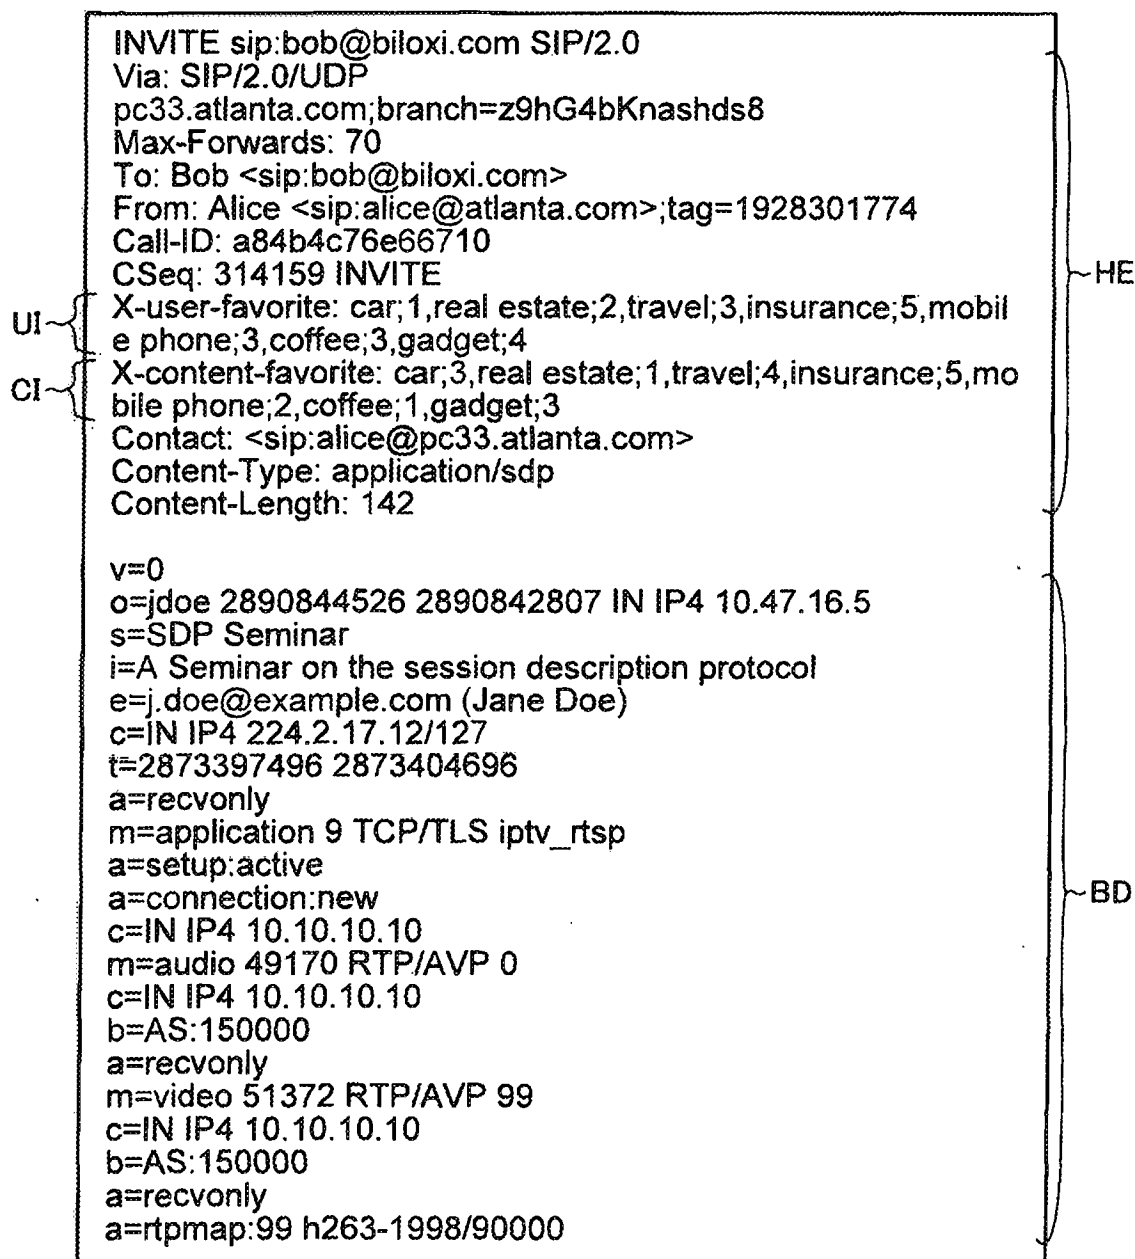 INVITE sip:bob@biloxi.com SIP/2.0
Via: SIP/2.0/UDP
pc33.atlanta.com;branch=z9hG4bKnashds8
Max-Forwards: 70
To: Bob <sip:bob@biloxi.com>
From: Alice <sip:alice@atlanta.com>;tag=1928301774
Call-ID: a84b4c76e66710
CSeq: 314159 INVITE
HE
X-user-favorite: car;1,real estate;2,travel;3,insurance;5,mobil
UI
e phone;3,coffee;3,gadget;4
X-content-favorite: car;3,real estate;1,travel;4,insurance;5,mo
CI
bile phone;2,coffee;1,gadget;3
Contact: <sip:alice@pc33.atlanta.com>
Content-Type: application/sdp
Content-Length: 142
v=0
o=jdoe 2890844526 2890842807 IN IP4 10.47.16.5
s=SDP Seminar
i=A Seminar on the session description protocol
e=j.doe@example.com (Jane Doe)
c=IN IP4 224.2.17.12/127
t=2873397496 2873404696
a=recvonly
m=application 9 TCP/TLS iptv_rtsp
a=setup:active
a=connection:new
BD
c=IN IP4 10.10.10.10
m=audio 49170 RTP/AVP 0
c=IN IP4 10.10.10.10
b=AS:150000
a=recvonly
m=video 51372 RTP/AVP 99
c=IN IP4 10.10.10.10
b=AS:150000
a=recvonly
a=rtpmap:99 h263-1998/90000